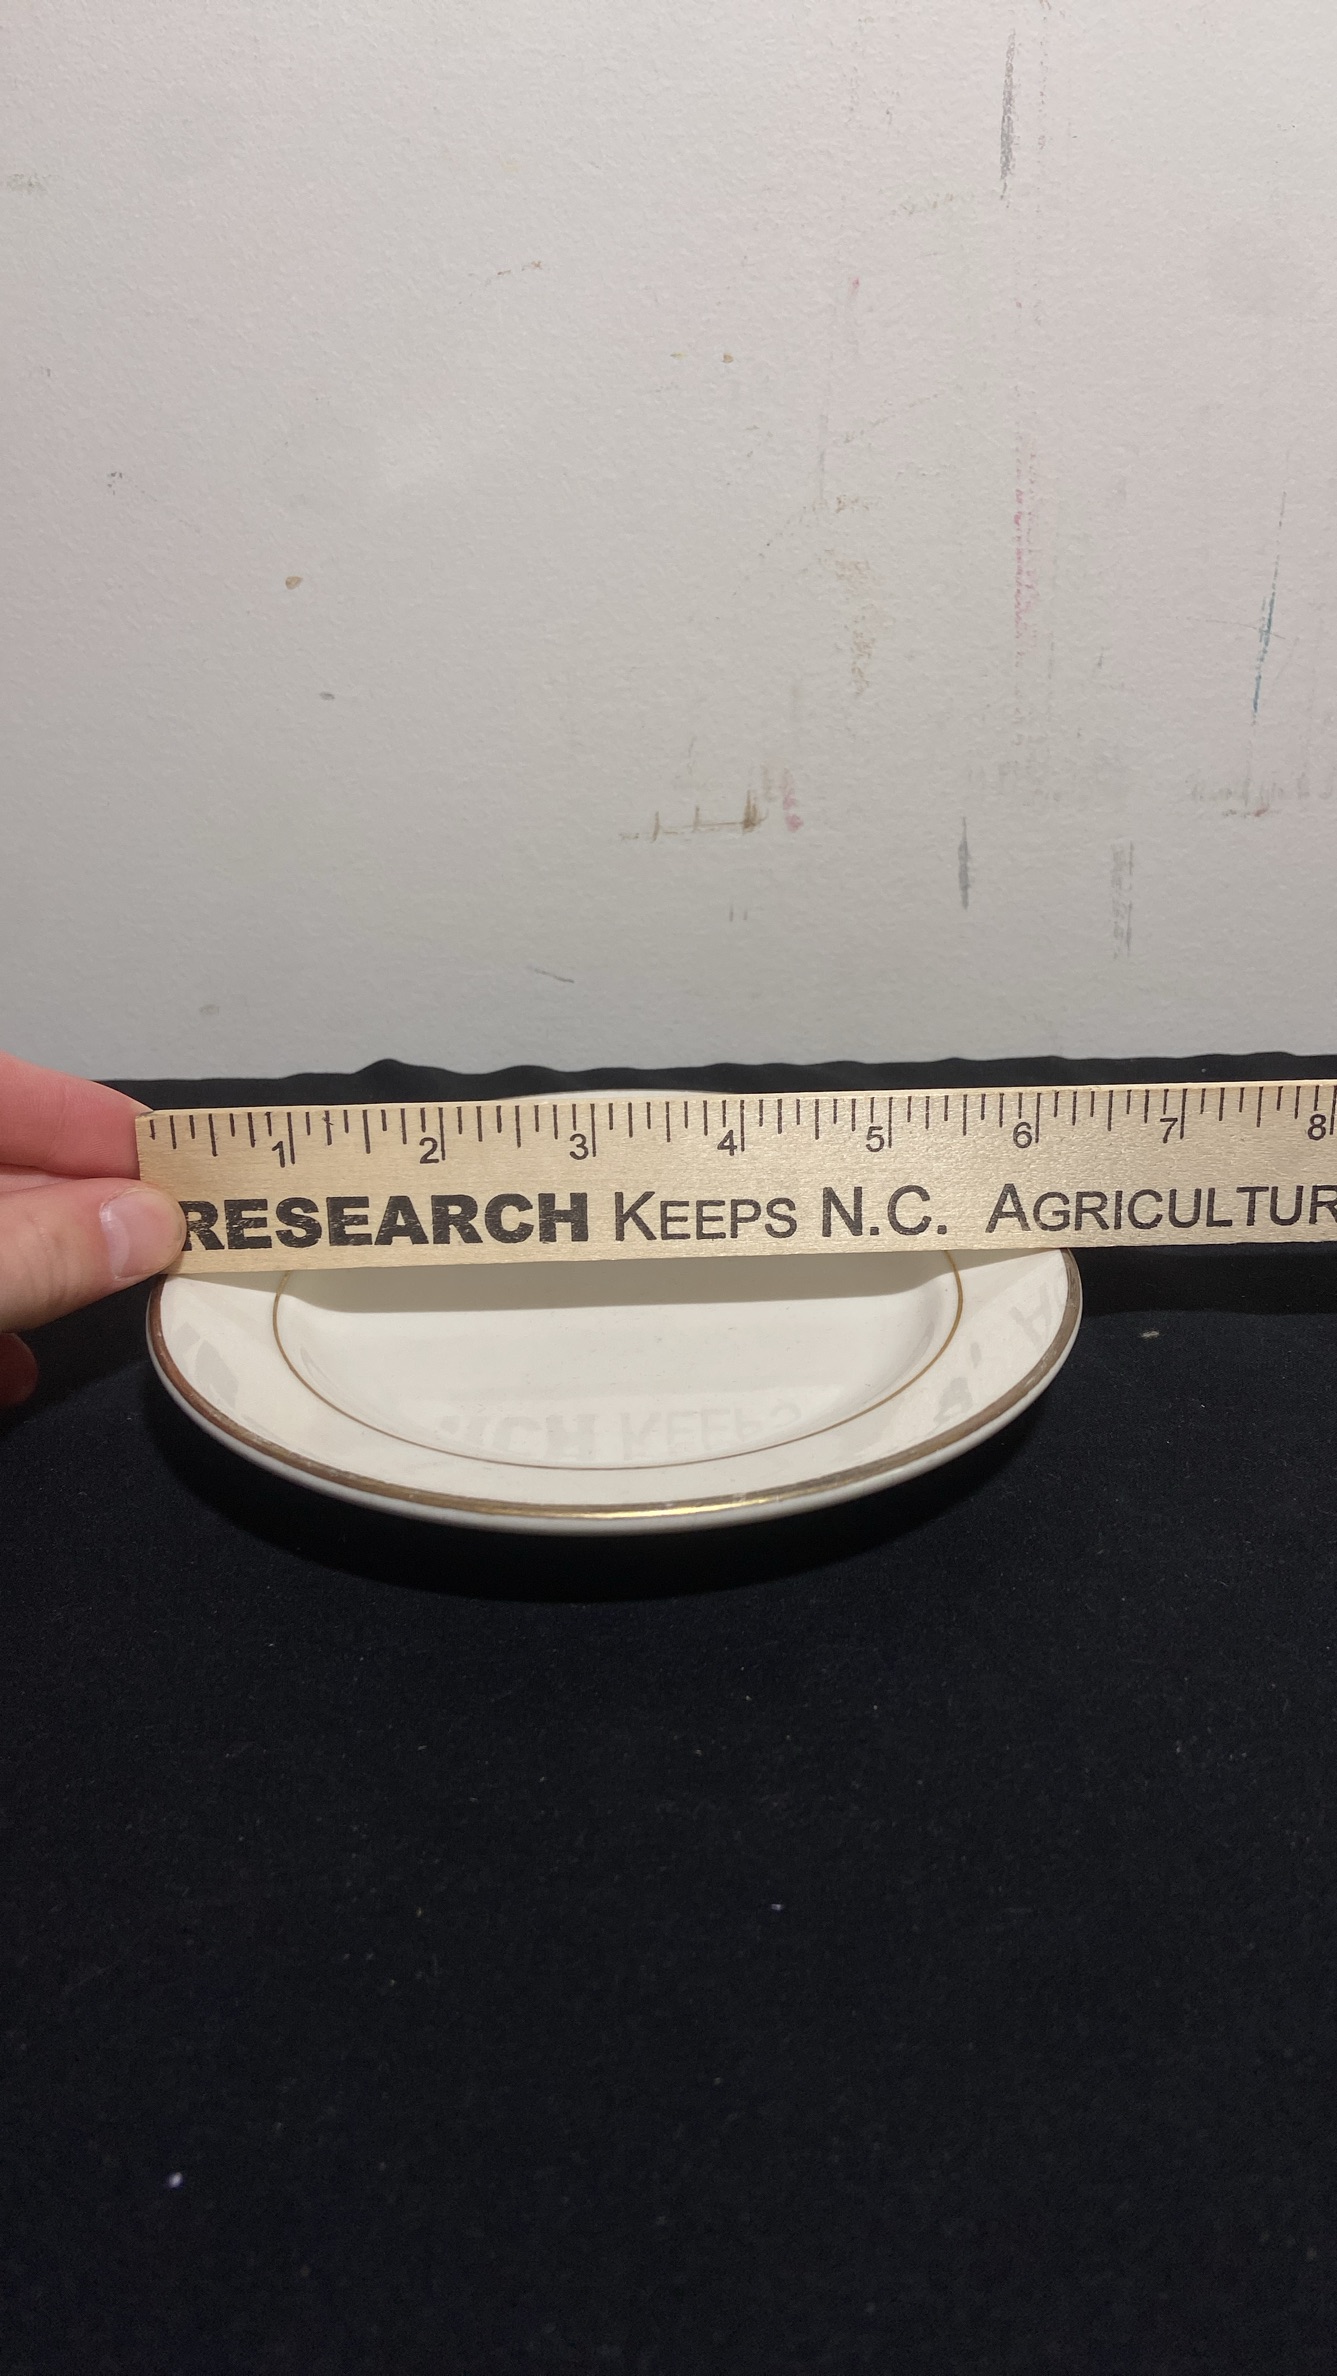 1 2 3 4 5 6 7 8
RESEARCH KEEPS N.C. AGRICULTUR